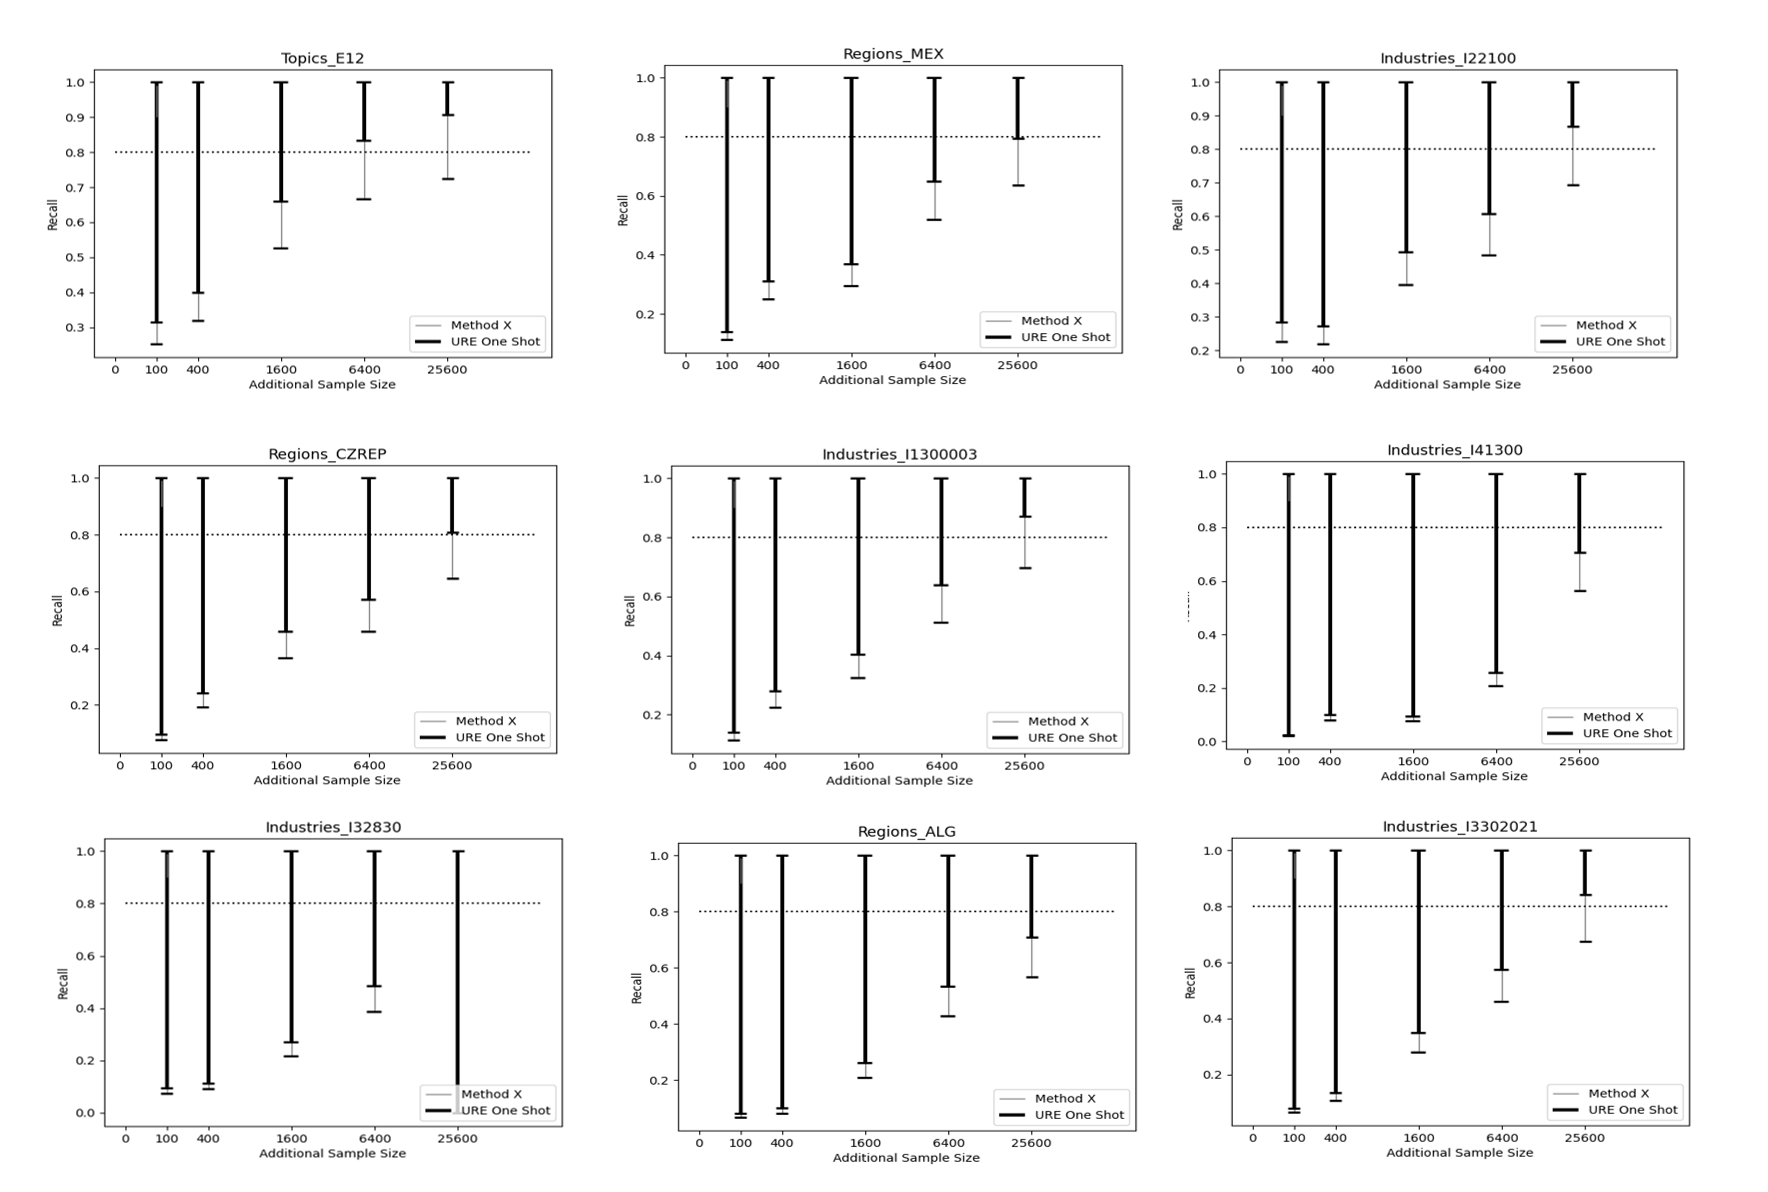 Topics_E12
1.0
0.9
0.8
0.7
0.6
0.5
0.4
0.3
Recall
Method X
URE One Shot
0 100 400 1600 6400 25600
Additional Sample Size
Regions_MEX
1.0
0.8
0.6
0.4
0.2
Recall
Method X
URE One Shot
0 100 400 1600 6400 25600
Additional Sample Size
Industries_I22100
1.0
0.9
0.8
0.7
0.6
0.5
0.4
0.3
0.2
Recall
Method X
URE One Shot
0 100 400 1600 6400 25600
Additional Sample Size
Regions_CZREP
1.0
0.8
0.6
0.4
0.2
Recall
Method X
URE One Shot
0 100 400 1600 6400 25600
Additional Sample Size
Industries_I1300003
1.0
0.8
0.6
0.4
0.2
Recall
Method X
URE One Shot
0 100 400 1600 6400 25600
Additional Sample Size
Industries_I41300
1.0
0.8
0.6
0.4
0.2
0.0
Method X
URE One Shot
0 100 400 1600 6400 25600
Additional Sample Size
Industries_I32830
1.0
0.8
0.6
0.4
0.2
0.0
Recall
Method X
URE One Shot
0 100 400 1600 6400 25600
Additional Sample Size
Regions_ALG
1.0
0.8
0.6
0.4
0.2
Recall
Method X
URE One Shot
0 100 400 1600 6400 25600
Additional Sample Size
Industries_I3302021
1.0
0.8
0.6
0.4
0.2
Recall
Method X
URE One Shot
0 100 400 1600 6400 25600
Additional Sample Size